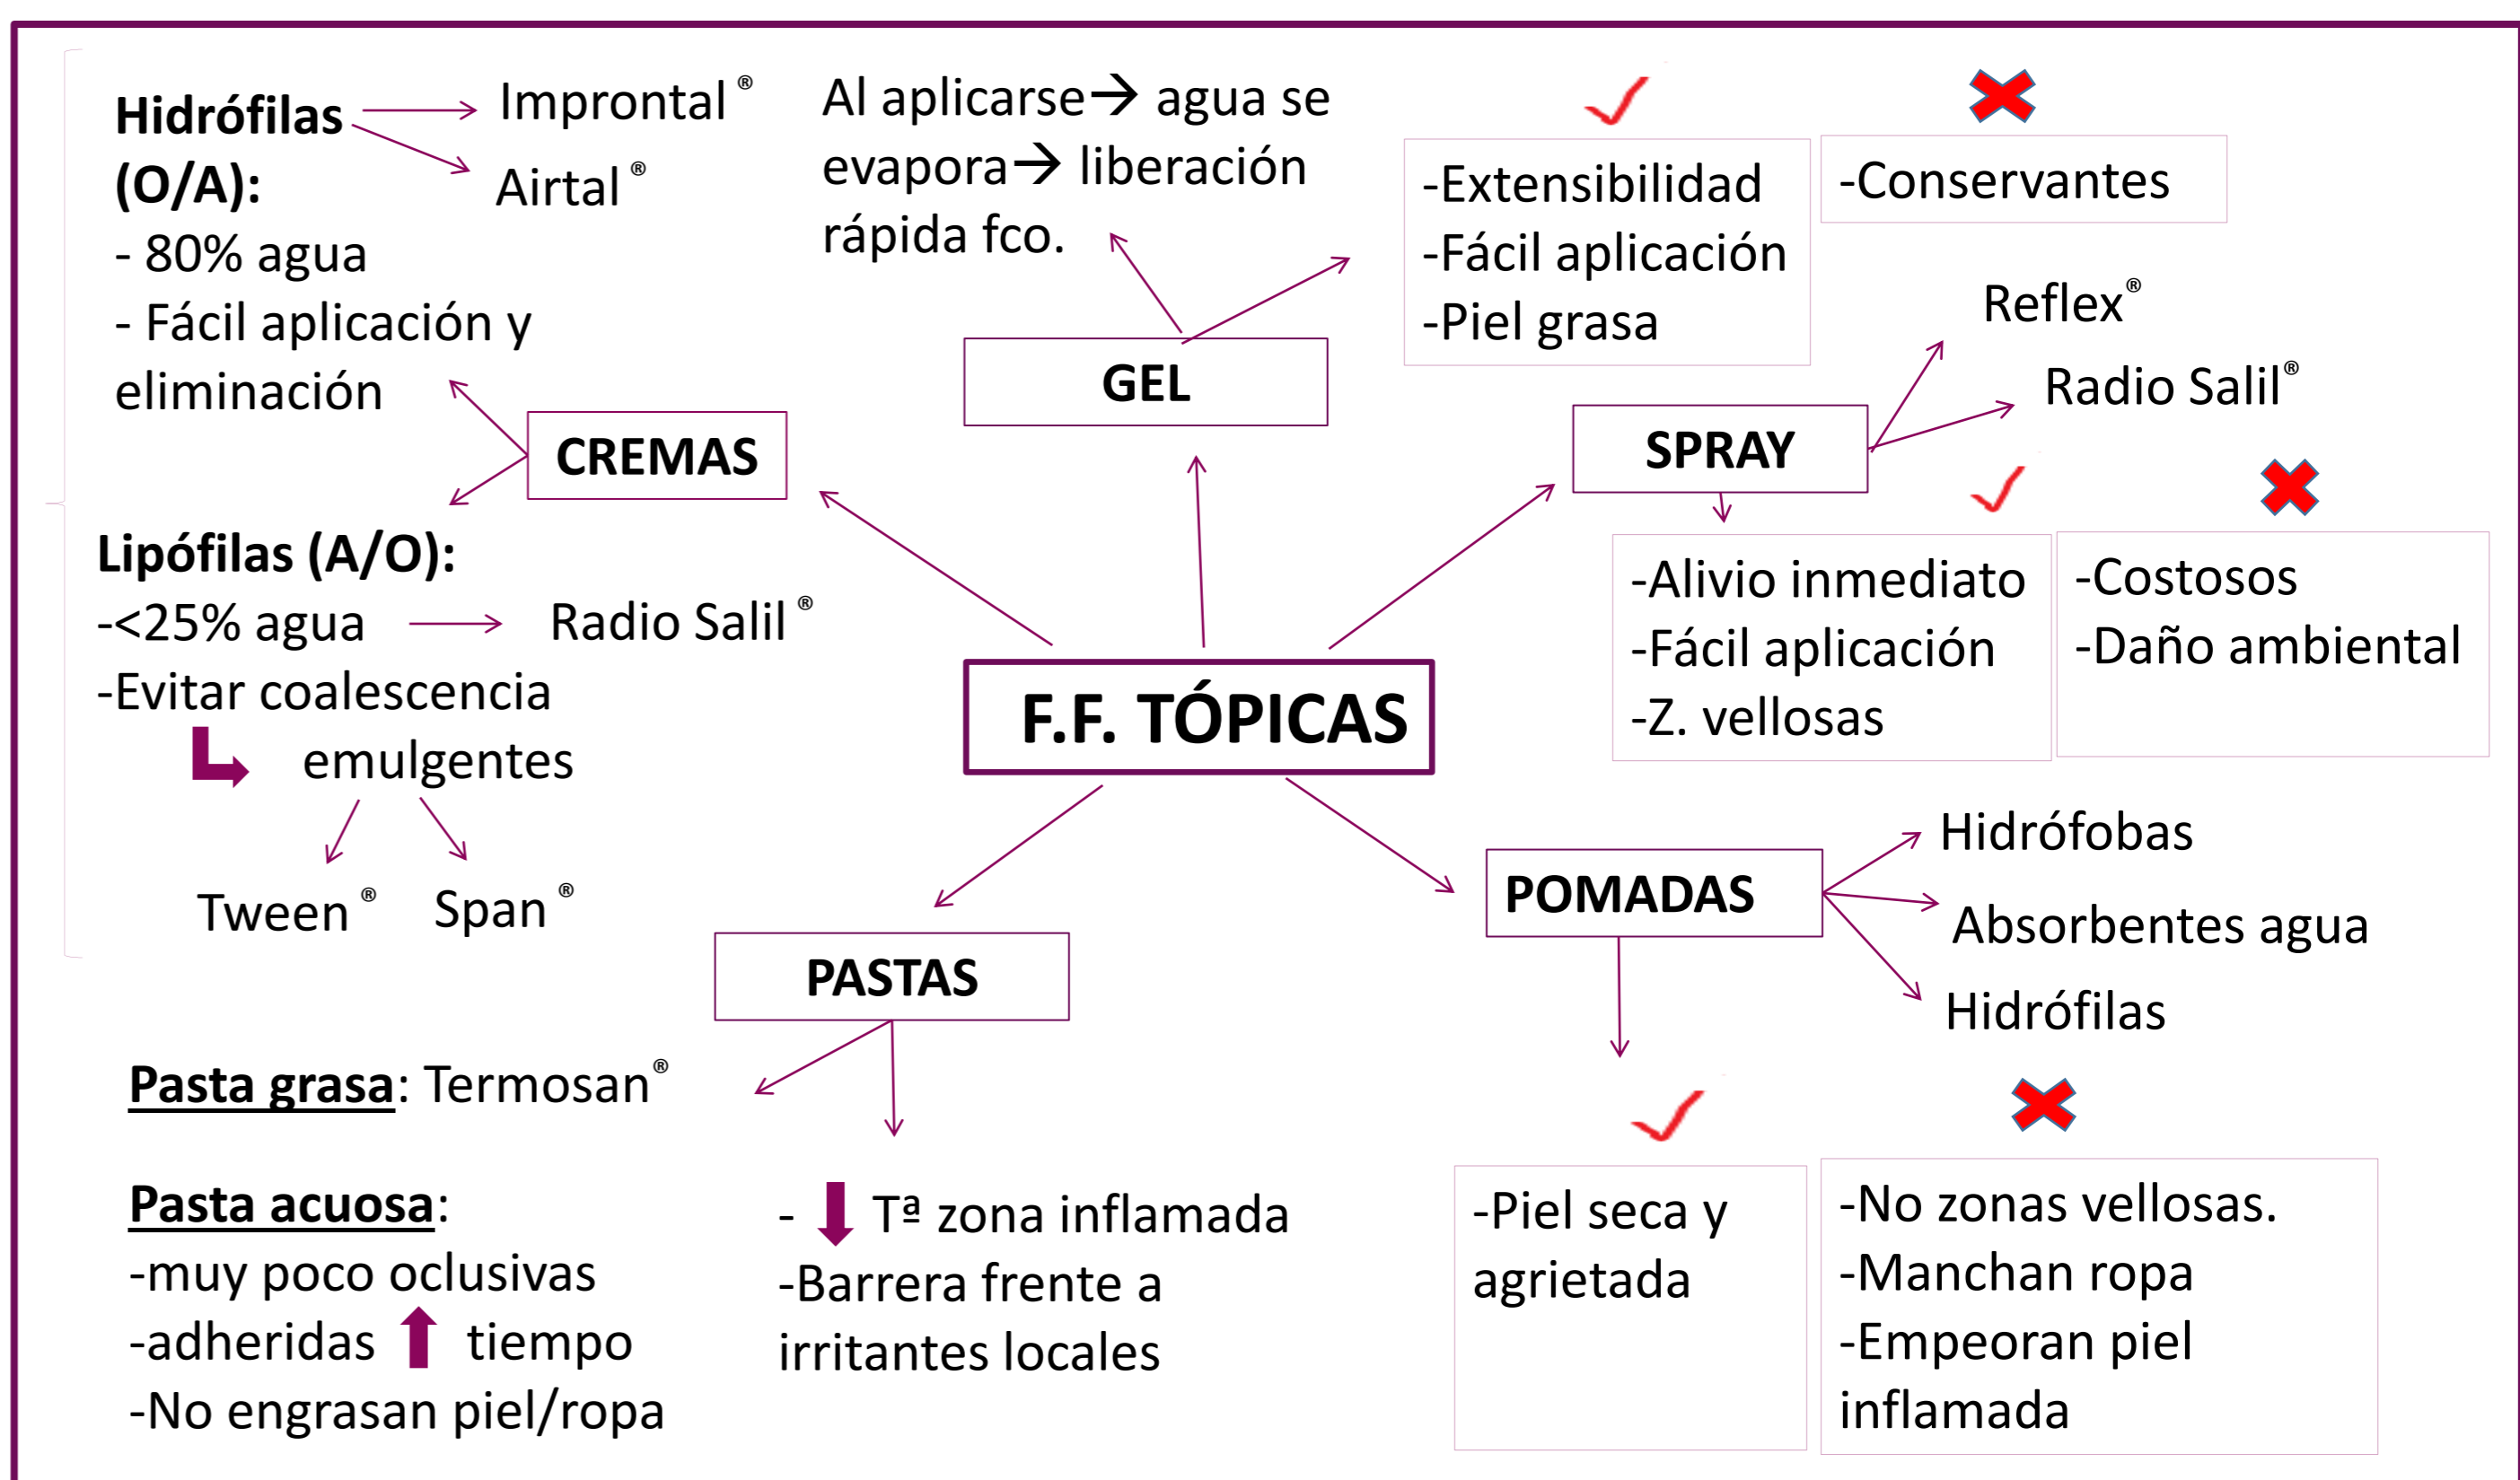 Hidrófilas
(O/A):
- 80% agua
- Fácil aplicación y
eliminación
Improntal ®
Airtal ®
CREMAS
Lipófilas (A/O):
-<25% agua
Radio Salil ®
-Evitar coalescencia
emulgentes
Tween ®
Span ®
Al aplicarse→ agua se
evapora→ liberación
rápida fco.
-Extensibilidad
-Fácil aplicación
-Piel grasa
-Conservantes
GEL
SPRAY
Reflex®
Radio Salil®
-Alivio inmediato
-Fácil aplicación
-Z. vellosas
-Costosos
-Daño ambiental
F.F. TÓPICAS
PASTAS
Pasta grasa: Termosan®
Pasta acuosa:
-muy poco oclusivas
-adheridas ⬆ tiempo
-No engrasan piel/ropa
- ⬇ Tª zona inflamada
-Barrera frente a
irritantes locales
POMADAS
Hidrófobas
Absorbentes agua
Hidrófilas
-Piel seca y
agrietada
-No zonas vellosas.
-Manchan ropa
-Empeoran piel
inflamada